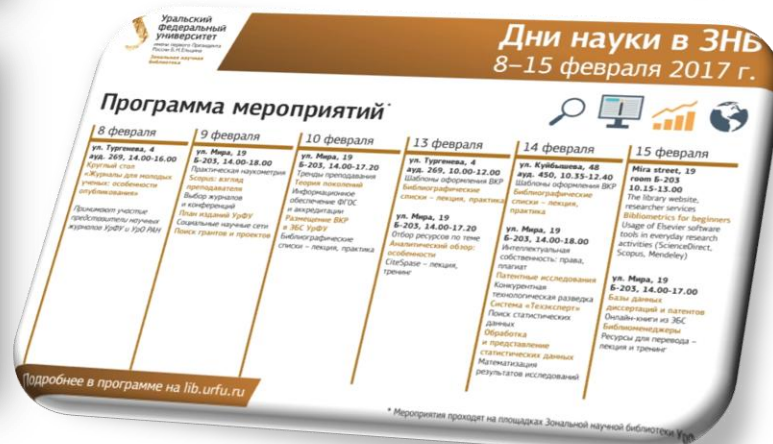 Уральский
федеральный
университет
имени первого Президента
России Б.Н.Ельцина
Зональная научная
библиотека
Дни науки в ЗНБ
8–15 февраля 2017 г.
Программа мероприятий*
8 февраля
ул. Тургенева, 4
ауд. 269, 14.00-16.00
Круглый стол
«Журналы для молодых
ученых: особенности
опубликования»
Принимают участие
представители научных
журналов УрФУ и УрО РАН
9 февраля
ул. Мира, 19
Б-203, 14.00-18.00
Практическая наукометрия
Scopus: взгляд
преподавателя
Выбор журналов
и конференций
План изданий УрФУ
Социальные научные сети
Поиск грантов и проектов
10 февраля
ул. Мира, 19
Б-203, 14.00-17.20
Тренды преподавания
Теория поколений
Информационное
обеспечение ФГОС
и аккредитации
Размещение ВКР
в ЭБС УрФУ
Библиографические
списки – лекция, практика
13 февраля
ул. Тургенева, 4
ауд. 269, 10.00-12.00
Шаблоны оформления ВКР
Библиографические
списки – лекция, практика
ул. Мира, 19
Б-203, 14.00-17.20
Отбор ресурсов по теме
Аналитический обзор:
особенности
CiteSpase – лекция,
тренинг
14 февраля
ул. Куйбышева, 48
ауд. 450, 10.35-12.40
Шаблоны оформления ВКР
Библиографические
списки – лекция,
практика
ул. Мира, 19
Б-203, 14.00-18.00
Интеллектуальная
собственность: права,
плагиат
Патентные исследования
Конкурентная
технологическая разведка
Система «Техэксперт»
Поиск статистических
данных
Обработка
и представление
статистических данных
Математизация
результатов исследований
15 февраля
Mira street, 19
room Б-203
10.15-13.00
The library website,
researcher services
Bibliometrics for beginners
Usage of Elsevier software
tools in everyday research
activities (ScienceDirect,
Scopus, Mendeley)
ул. Мира, 19
Б-203, 14.00-17.00
Базы данных
диссертаций и патентов
Онлайн-книги из ЭБС
Библиоменеджеры
Ресурсы для перевода –
лекция и тренинг
Подробнее в программе на lib.urfu.ru
* Мероприятия проходят на площадках Зональной научной библиотеки